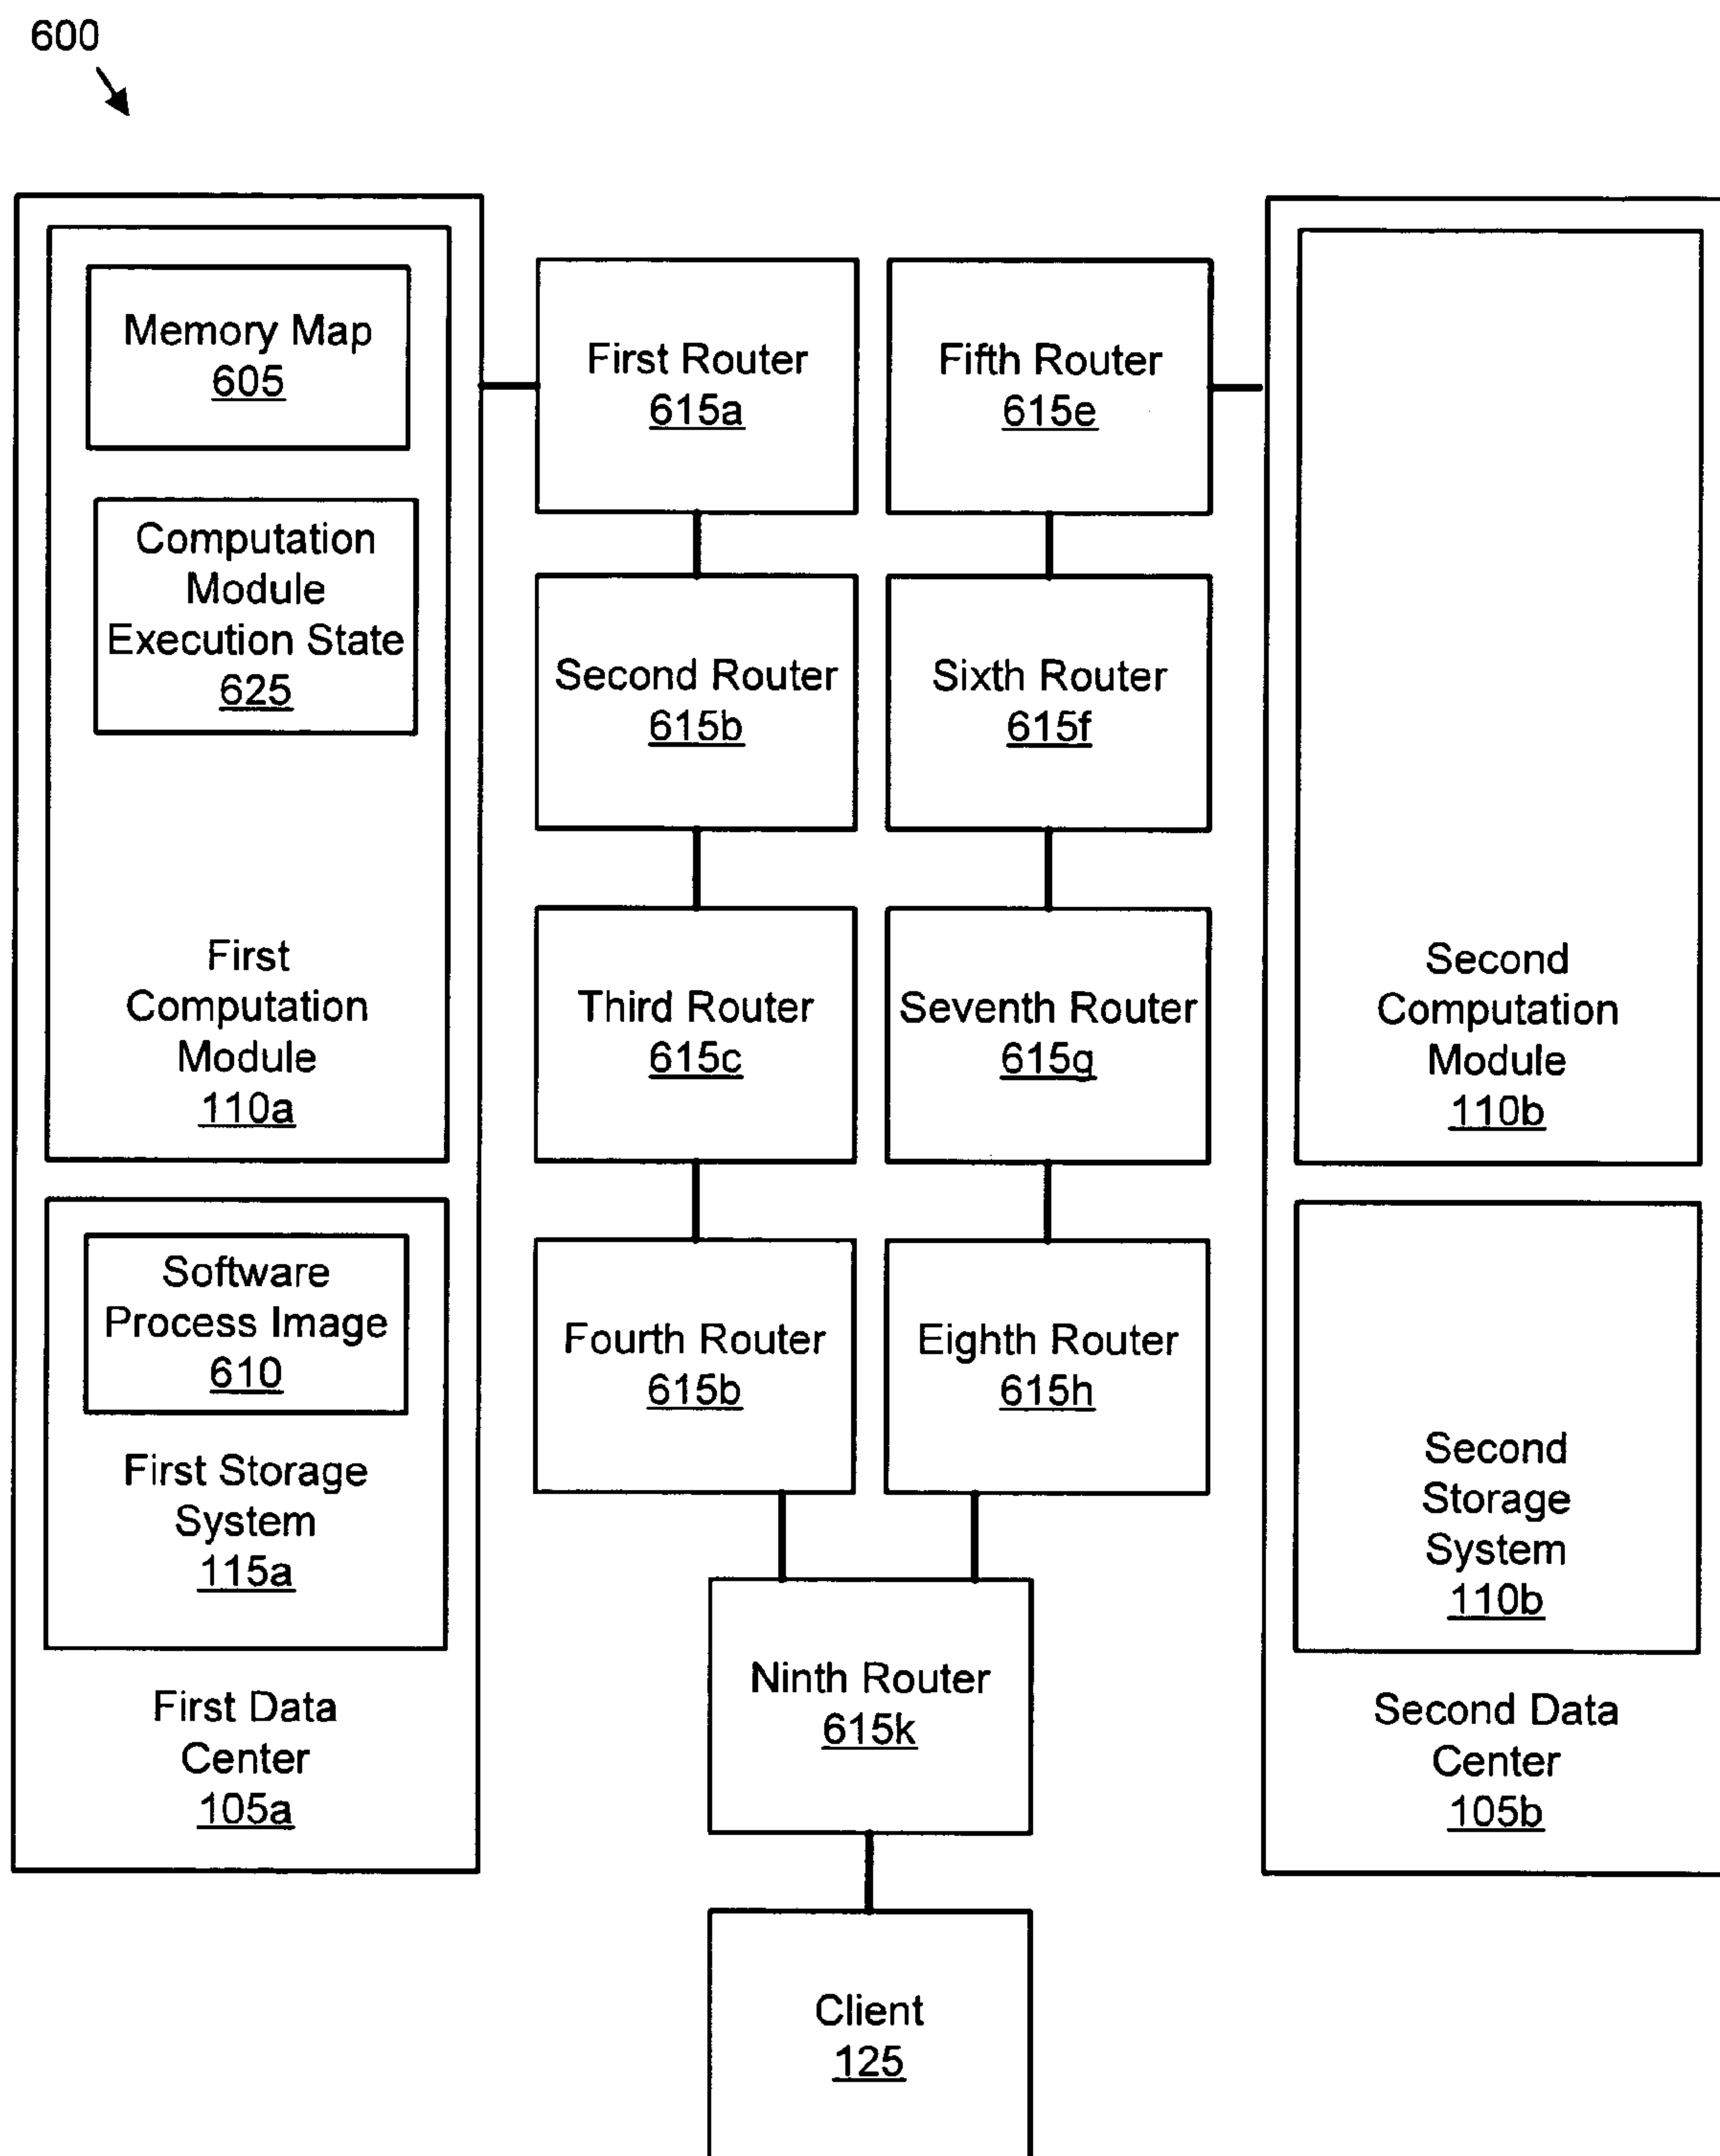 600
Memory Map
605
Computation
Module
Execution State
625
First
Computation
Module
110a
Software
Process Image
610
First Storage
System
115a
First Data
Center
105a
First Router
615a
Second Router
615b
Third Router
615c
Fourth Router
615b
Fifth Router
615e
Sixth Router
615f
Seventh Router
615g
Eighth Router
615h
Ninth Router
615k
Client
125
Second
Computation
Module
110b
Second
Storage
System
110b
Second Data
Center
105b